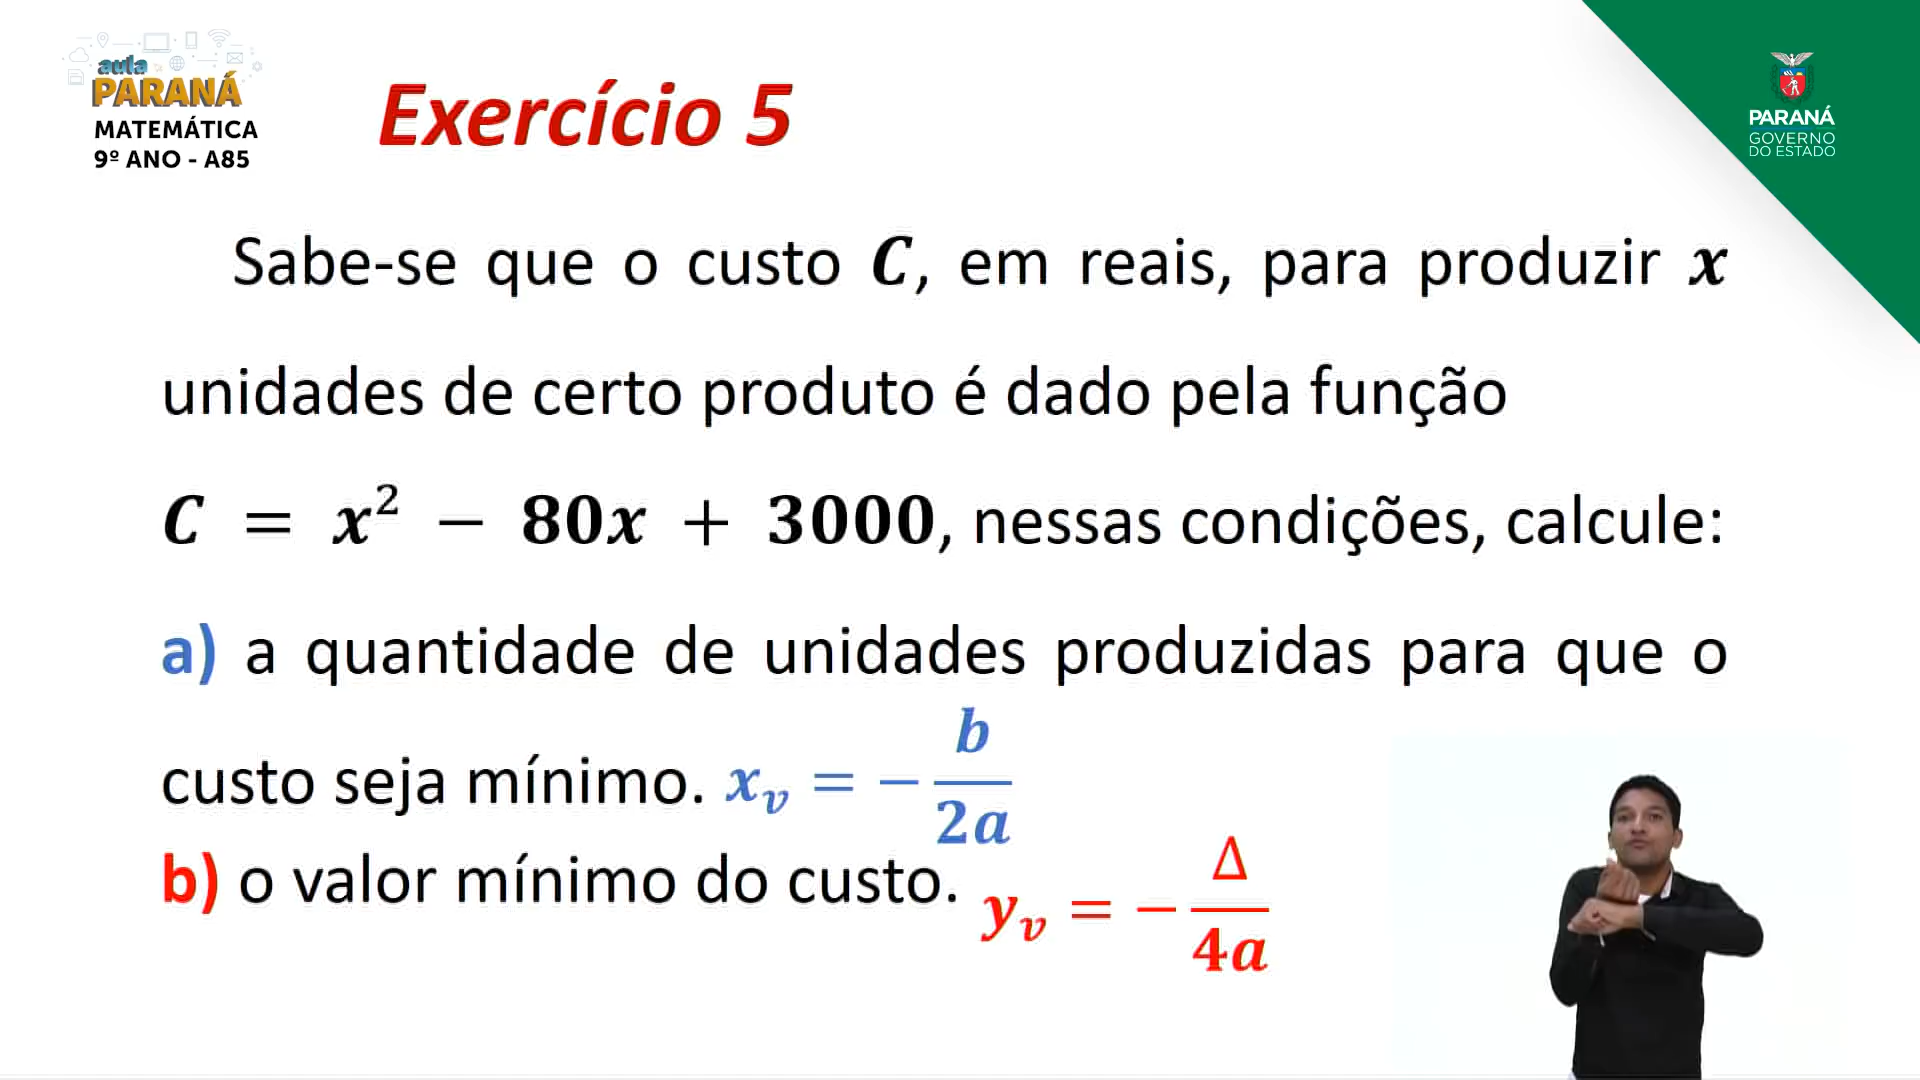 aula
PARANÁ
MATEMÁTICA
9º ANO - A85
Exercício 5
PARANÁ
GOVERNO
DO ESTADO
Sabe-se que o custo C, em reais, para produzir x
unidades de certo produto é dado pela função
C = x² − 80x + 3000, nessas condições, calcule:
a) a quantidade de unidades produzidas para que o
custo seja mínimo. xᵥ = − b/2a
b) o valor mínimo do custo. yᵥ = − Δ/4a